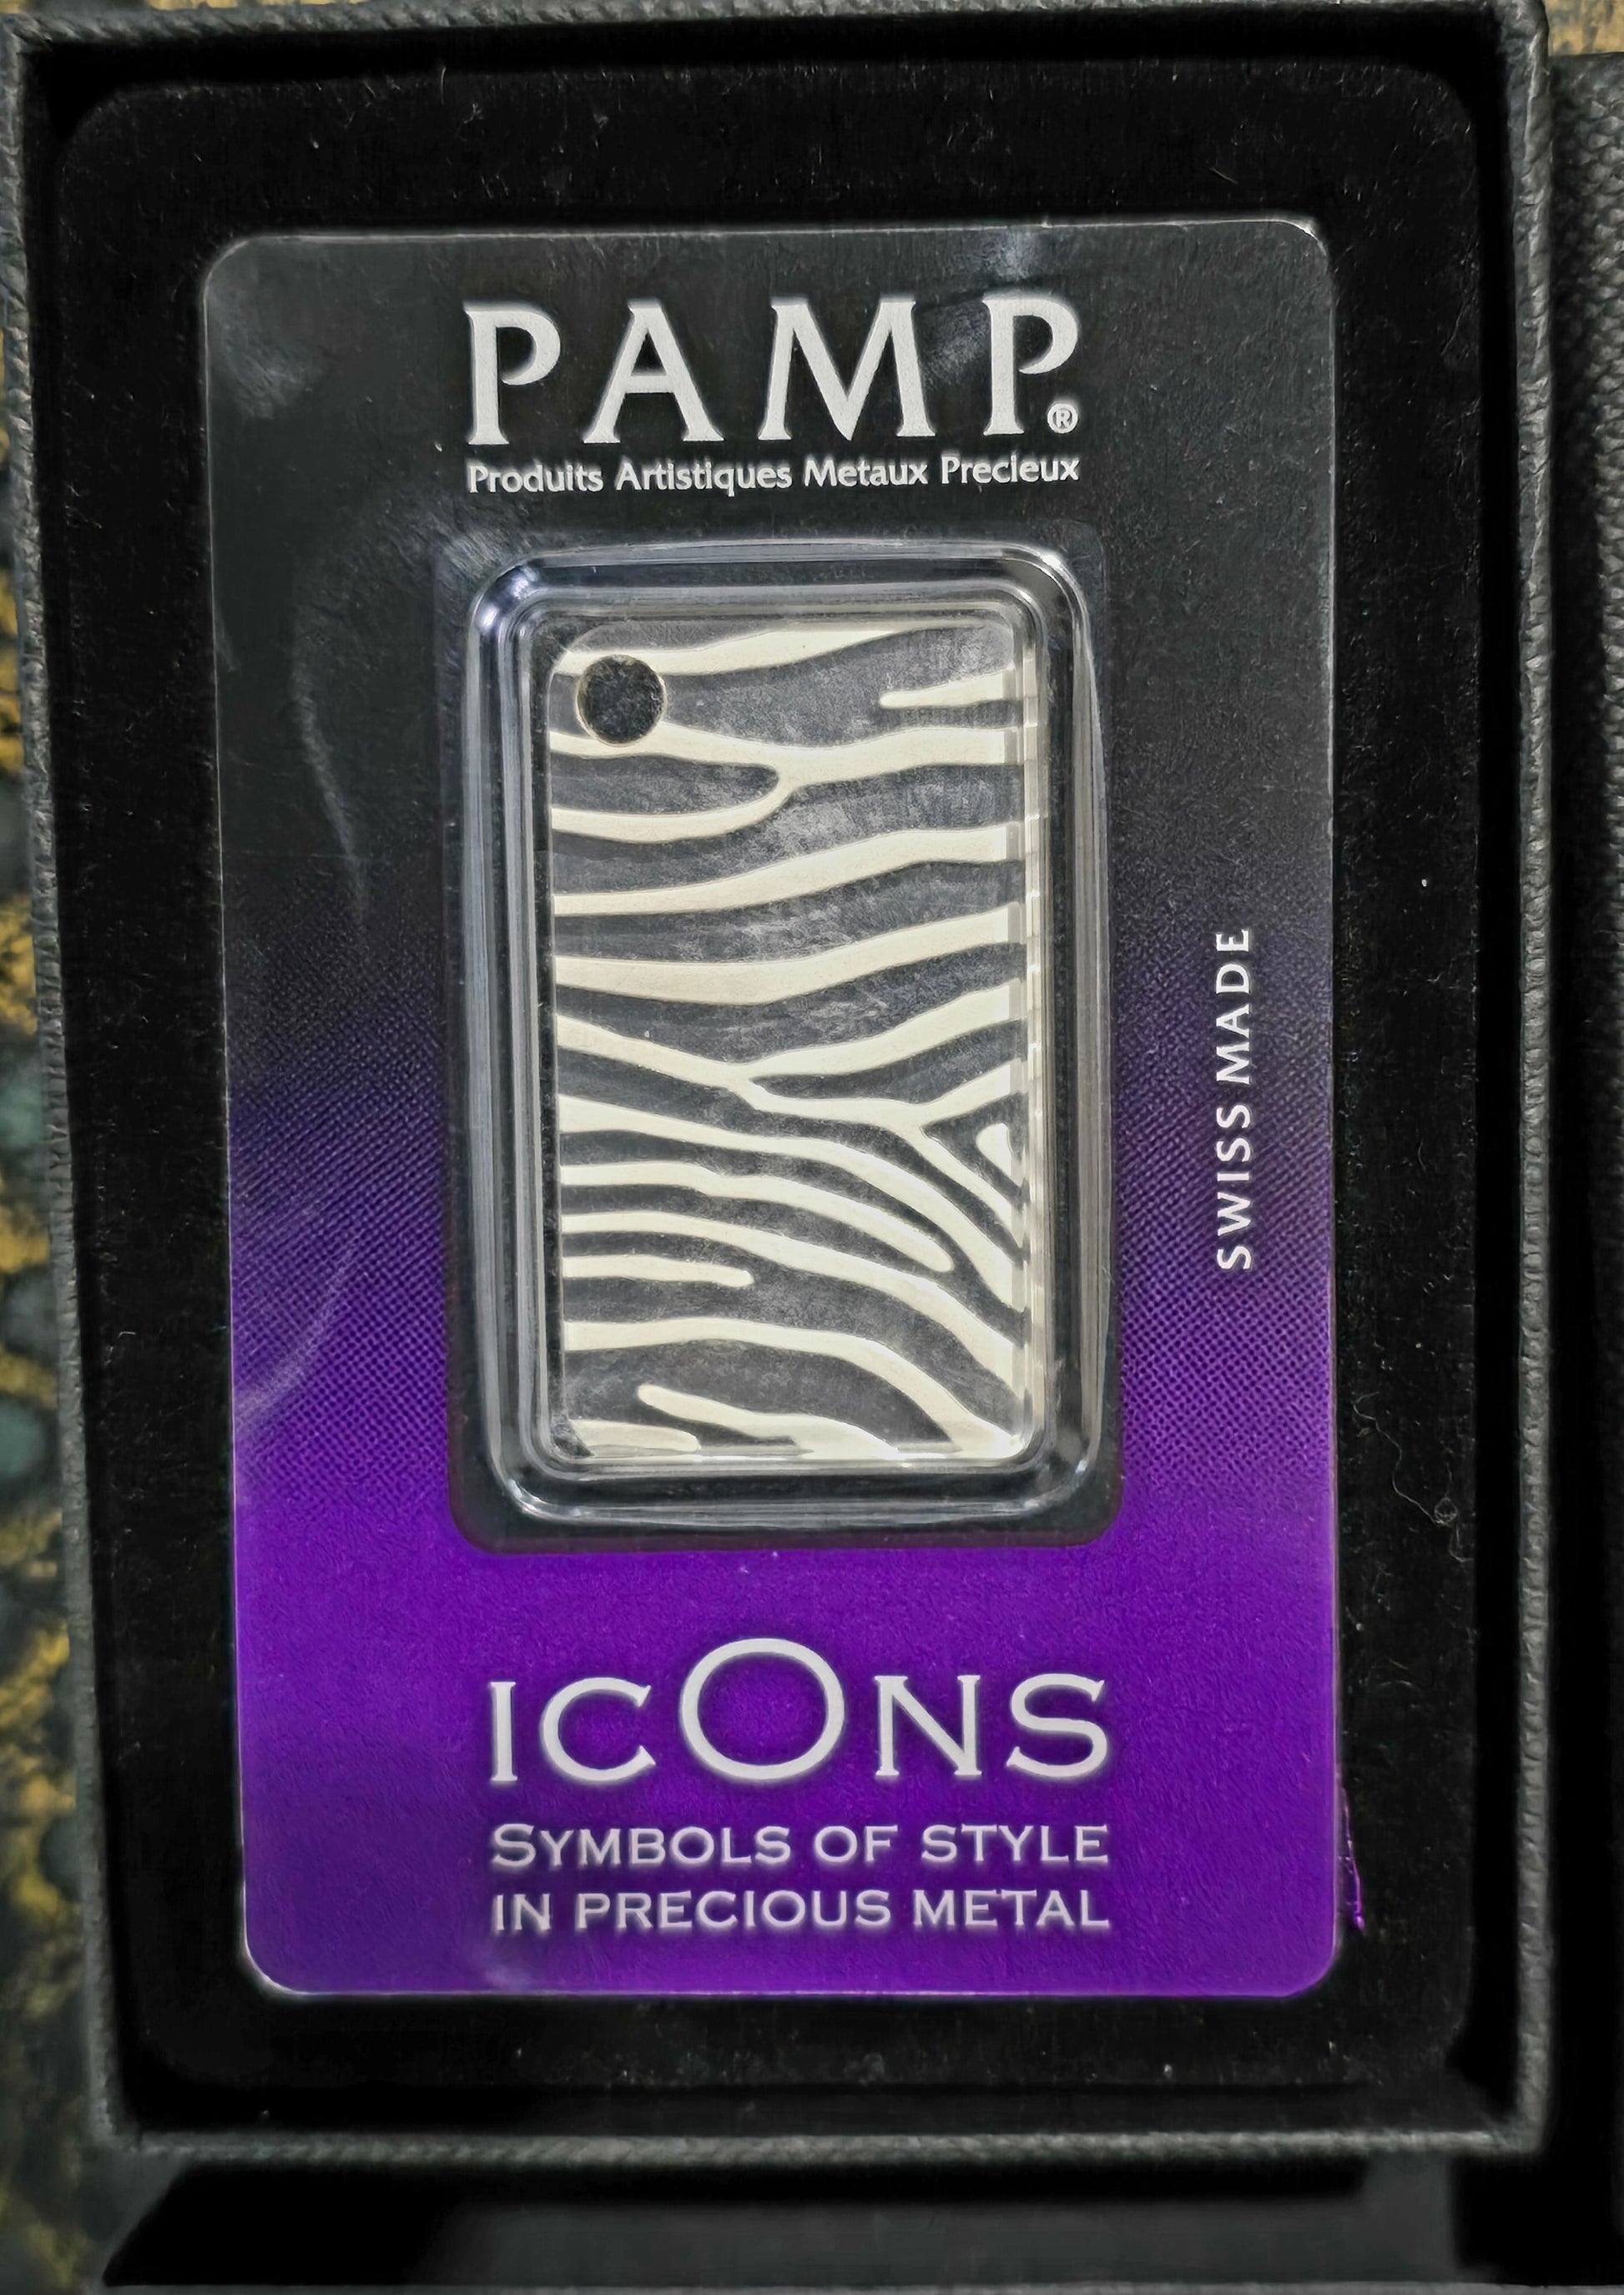 PAMP®
Produits Artistiques Metaux Precieux
SWISS MADE
ICONS
SYMBOLS OF STYLE
IN PRECIOUS METAL